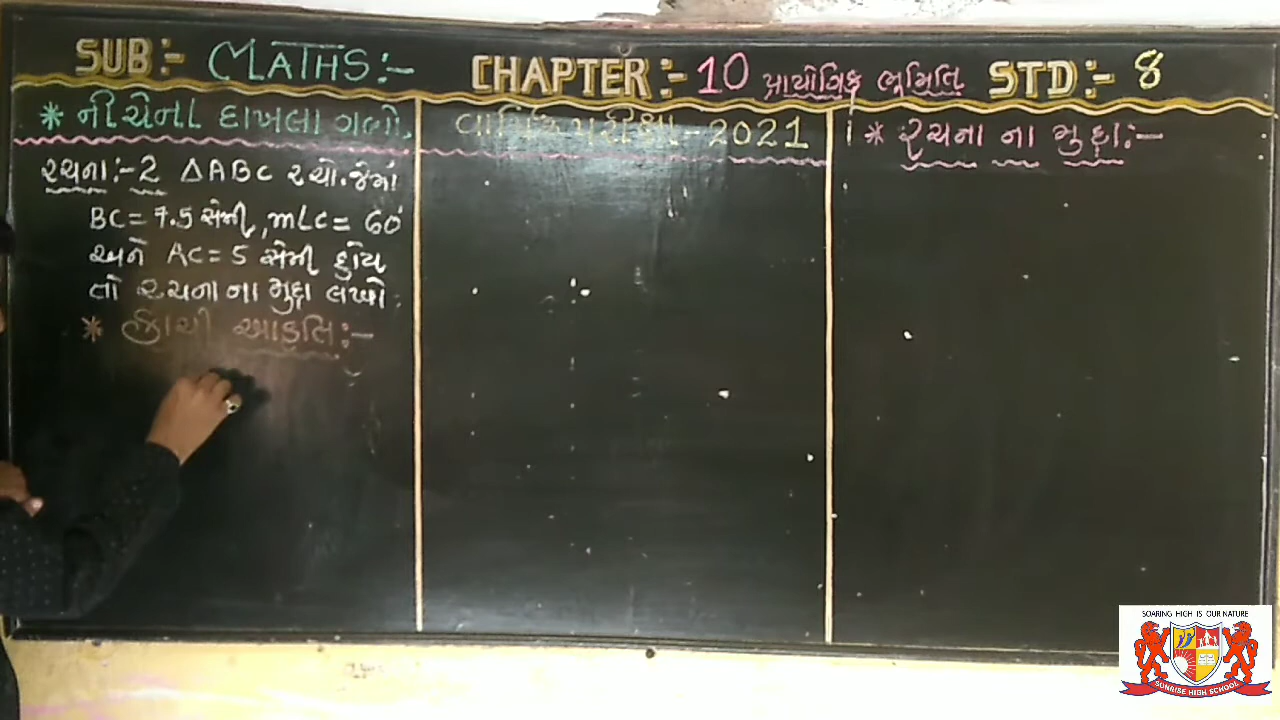 SUB:- MATHS:- CHAPTER:- 10 પ્રાયોગિક ભૂમિતિ STD:- 8
* નીચેના દાખલા ગણો.
રચના:-2 △ABC રચો.જેમાં
BC = 7.5 સેમી, m∠C = 60°
અને AC = 5 સેમી હોય
તો રચના ના મુદ્દા લખો.
* કાચી આકૃતિ:-
વાર્ષિક પરીક્ષા - 2021
* રચના ના મુદ્દા:-
SOARING HIGH IS OUR NATURE
SUNRISE HIGH SCHOOL